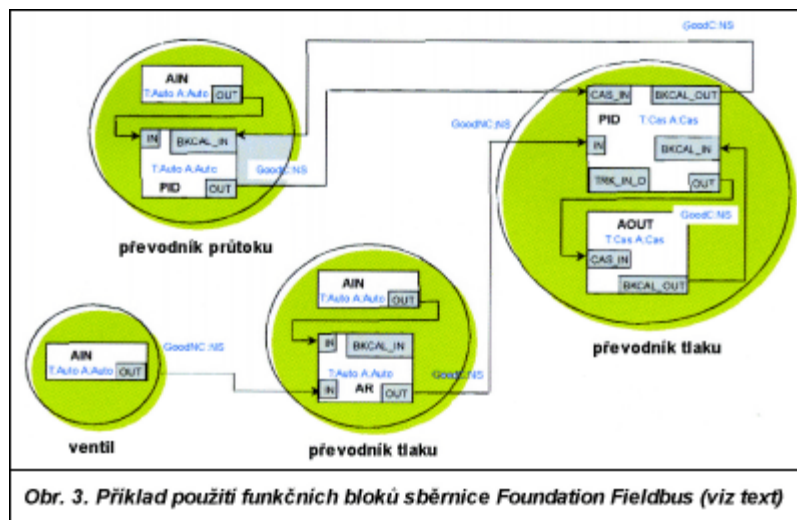 GoodC:NS
AIN
T:Auto A:Auto
OUT
IN
BKCAL_IN
T:Auto A:Auto
PID
OUT
GoodC:NS
převodník průtoku
CAS_IN
BKCAL_OUT
PID
T:Cas A:Cas
GoodNC:NS
IN
BKCAL_IN
TRK_IN_D
OUT
AOUT
GoodC:NS
T:Cas A:Cas
CAS_IN
BKCAL_OUT
převodník tlaku
AIN
T:Auto A:Auto
OUT
IN
BKCAL_IN
T:Auto A:Auto
IN
AR
OUT
GoodC:NS
převodník tlaku
GoodNC:NS
AIN
T:Auto A:Auto
OUT
ventil
Obr. 3. Příklad použití funkčních bloků sběrnice Foundation Fieldbus (viz text)